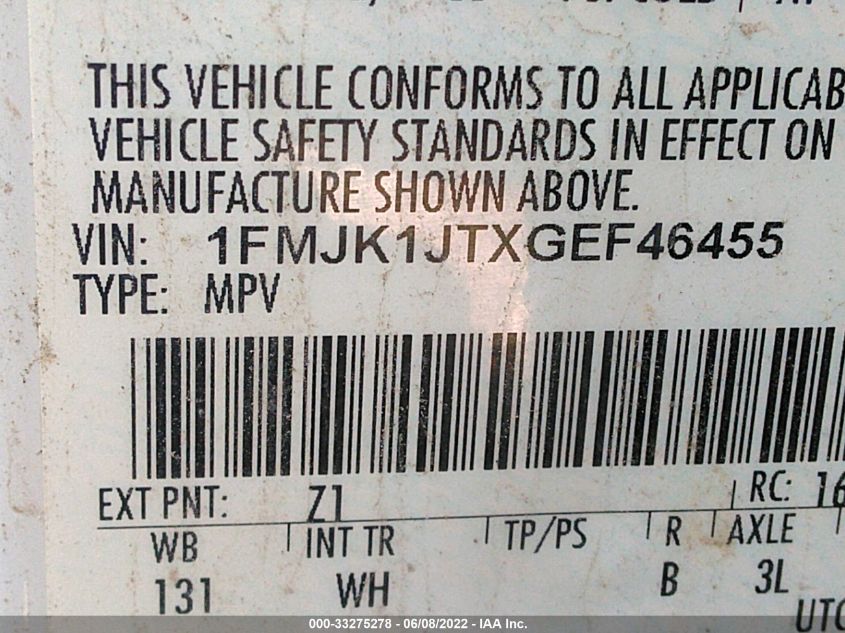 THIS VEHICLE CONFORMS TO ALL APPLICAB
VEHICLE SAFETY STANDARDS IN EFFECT ON
MANUFACTURE SHOWN ABOVE.
VIN: 1FMJK1JTXGEF46455
TYPE: MPV
EXT PNT: Z1 RC: 16
WB INT TR TP/PS R AXLE
131 WH B 3L
UTC
000-33275278 - 06/08/2022 - IAA Inc.